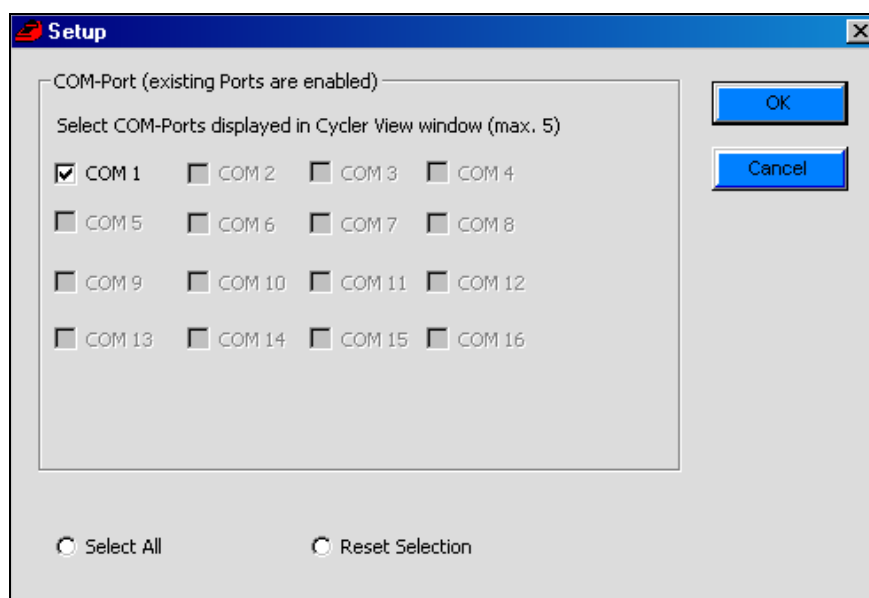 Setup
COM-Port (existing Ports are enabled)
Select COM-Ports displayed in Cycler View window (max. 5)
COM 1 COM 2 COM 3 COM 4
COM 5 COM 6 COM 7 COM 8
COM 9 COM 10 COM 11 COM 12
COM 13 COM 14 COM 15 COM 16
Select All Reset Selection
OK
Cancel